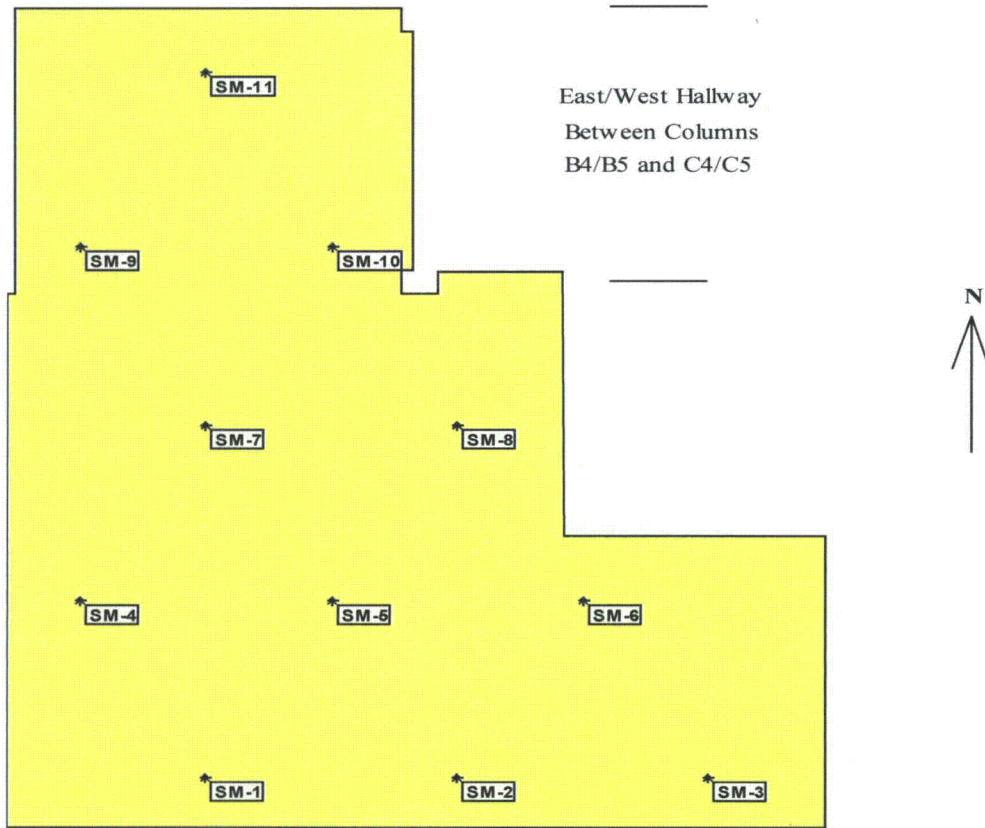 SM-11
East/West Hallway
Between Columns
B4/B5 and C4/C5
SM-9
SM-10
N
SM-7
SM-8
SM-4
SM-5
SM-6
SM-1
SM-2
SM-3